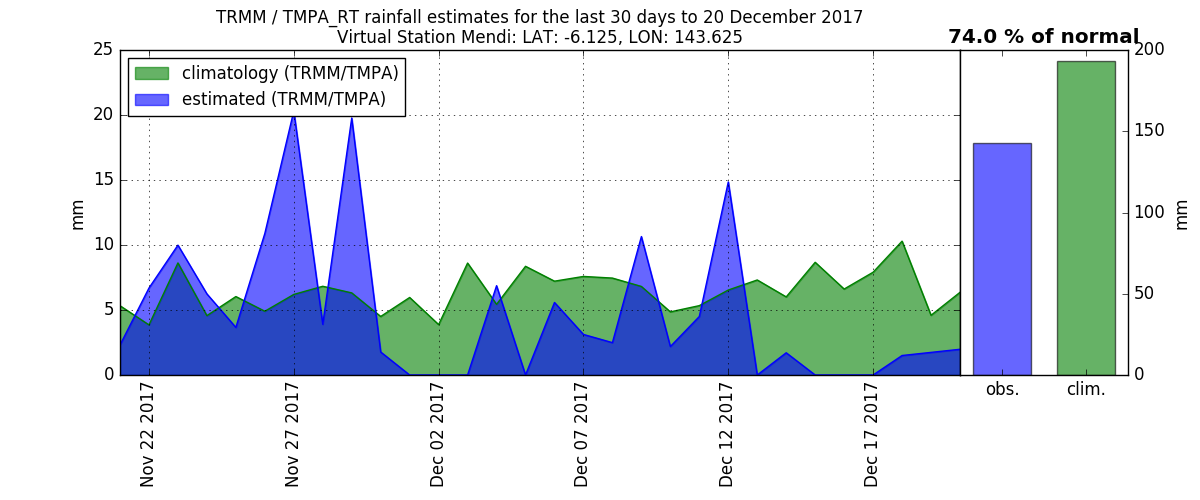 TRMM / TMPA_RT rainfall estimates for the last 30 days to 20 December 2017
Virtual Station Mendi: LAT: -6.125, LON: 143.625
74.0 % of normal
climatology (TRMM/TMPA)
estimated (TRMM/TMPA)
mm
25
20
15
10
5
0
Nov 22 2017
Nov 27 2017
Dec 02 2017
Dec 07 2017
Dec 12 2017
Dec 17 2017
200
150
100
50
0
mm
obs.
clim.